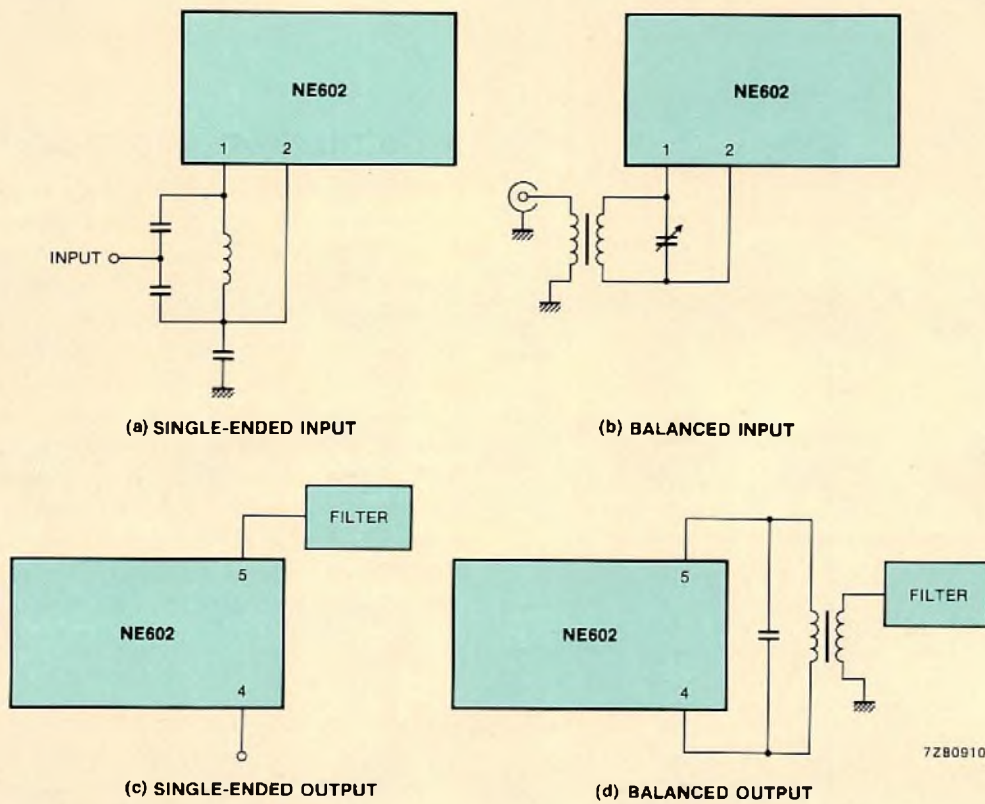 NE602
1 2
INPUT
(a) SINGLE-ENDED INPUT
NE602
1 2
(b) BALANCED INPUT
FILTER
5
NE602
4
(c) SINGLE-ENDED OUTPUT
5
NE602
4
FILTER
7Z80910
(d) BALANCED OUTPUT